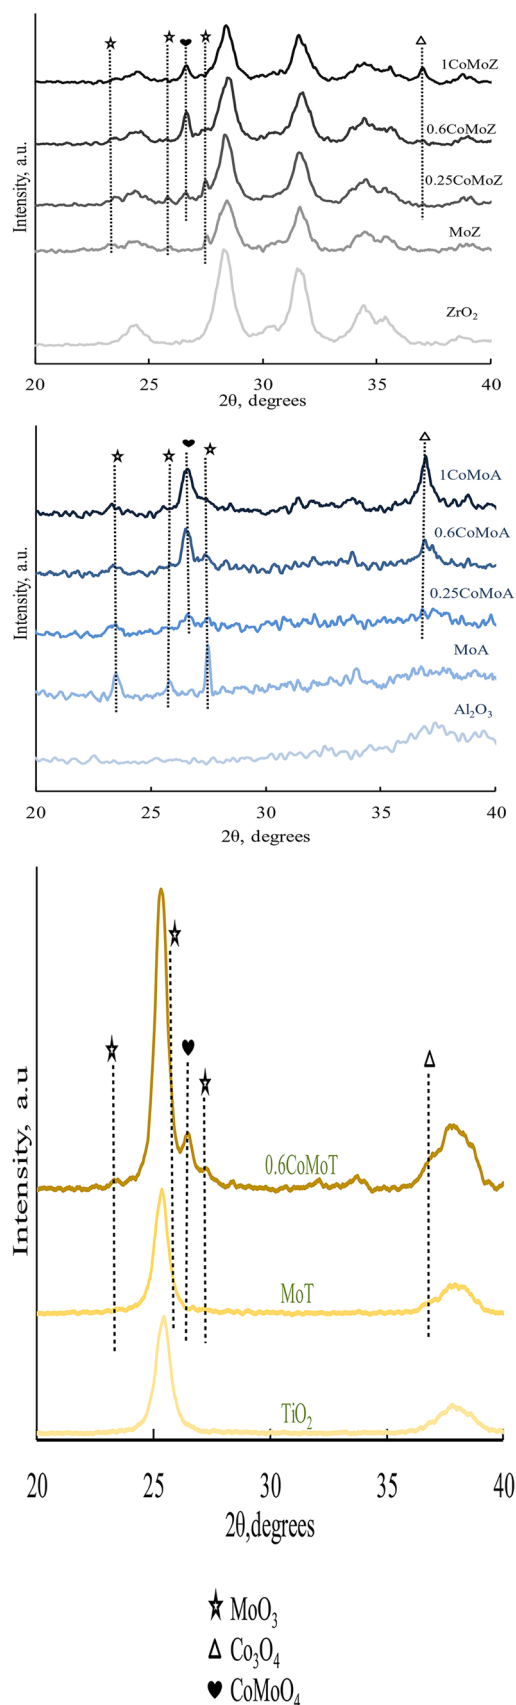 1CoMoZ
0.6CoMoZ
0.25CoMoZ
MoZ
ZrO₂
Intensity, a.u.
20 25 30 35 40
2θ, degrees
1CoMoA
0.6CoMoA
0.25CoMoA
MoA
Al₂O₃
Intensity, a.u.
20 25 30 35 40
2θ, degrees
0.6CoMoT
MoT
TiO₂
Intensity, a.u
20 25 30 35 40
2θ,degrees
MoO₃
Co₃O₄
CoMoO₄